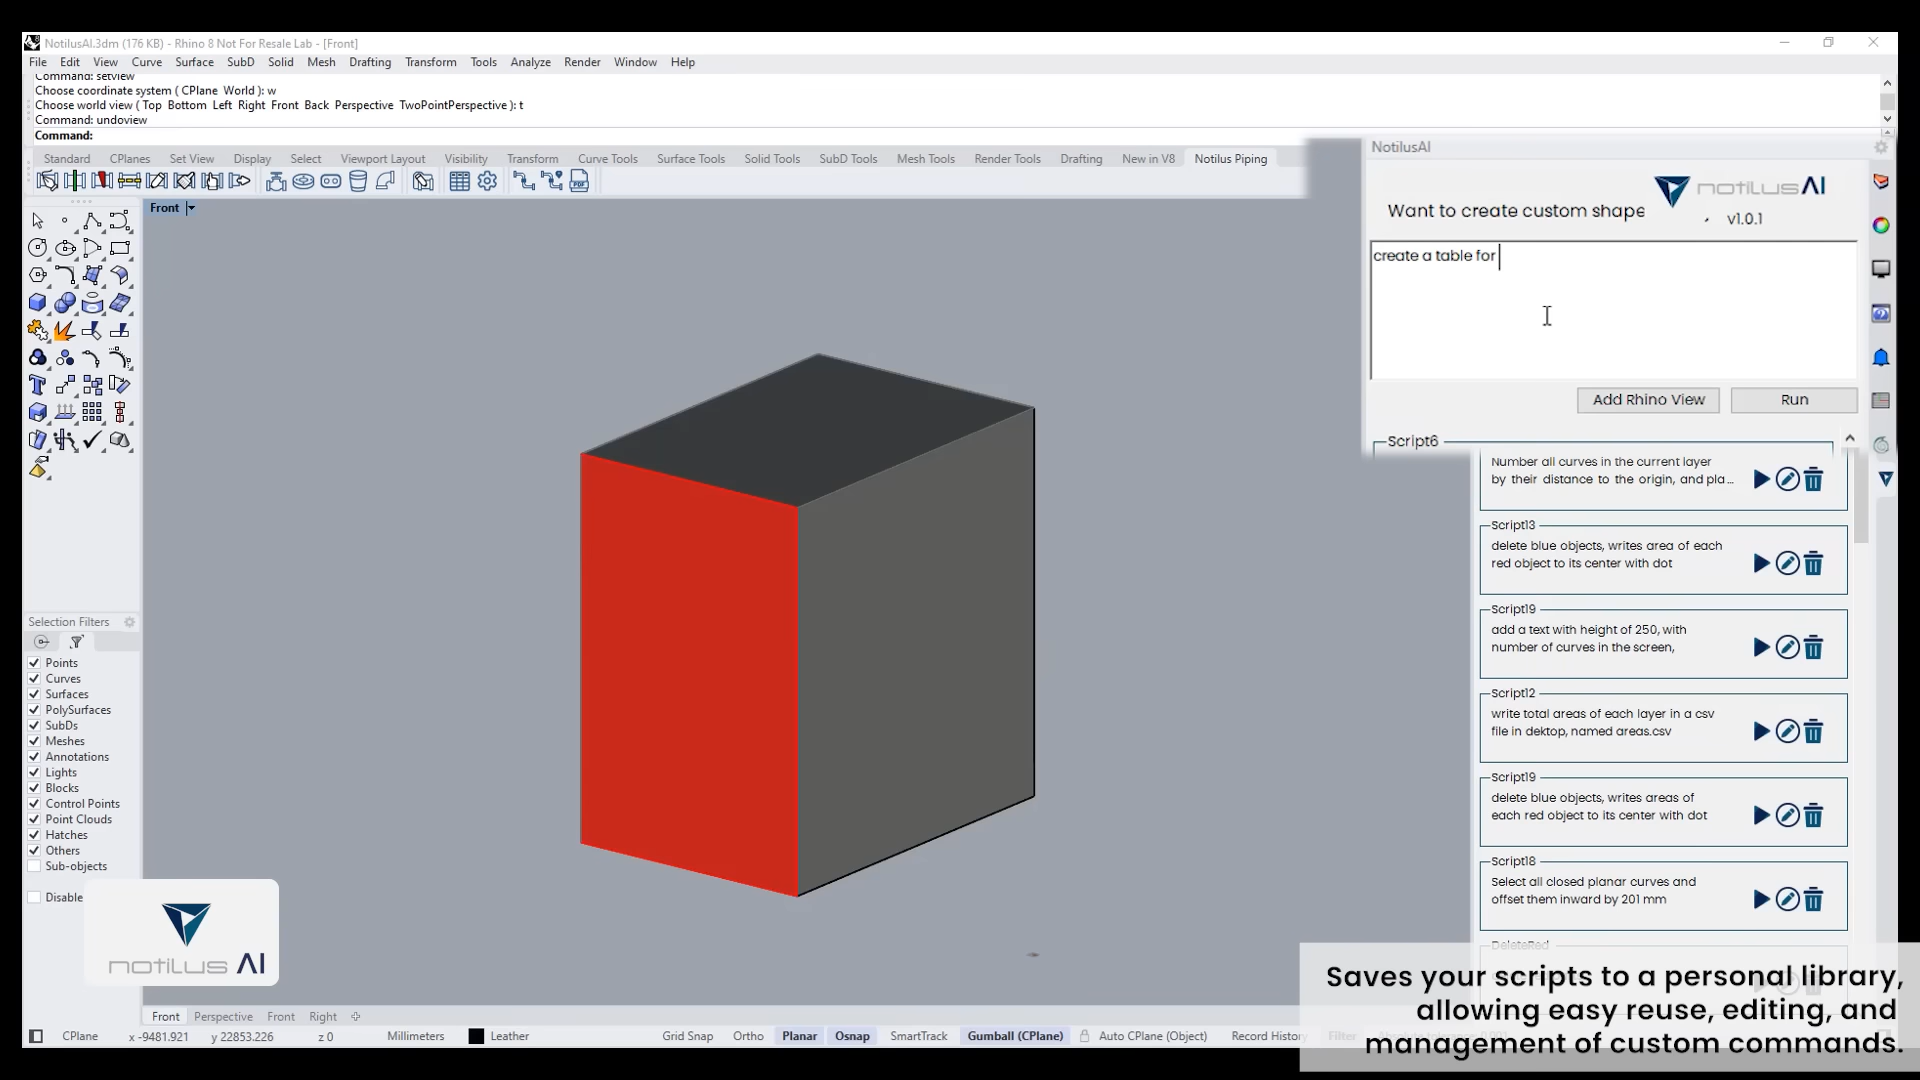 NotilusAI.3dm (176 KB) - Rhino 8 Not For Resale Lab - [Front]
File Edit View Curve Surface SubD Solid Mesh Drafting Transform Tools Analyze Render Window Help
Command: setview
Choose coordinate system ( CPlane World ): w
Choose world view ( Top Bottom Left Right Front Back Perspective TwoPointPerspective ): t
Command: undoview
Command:
Standard CPlanes Set View Display Select Viewport Layout Visibility Transform Curve Tools Surface Tools Solid Tools SubD Tools Mesh Tools Render Tools Drafting New in V8 Notilus Piping
PDF
Front
NotilusAI
notilus AI
Want to create custom shape
v1.0.1
create a table for
Add Rhino View
Run
Script6
Number all curves in the current layer
by their distance to the origin, and pla...
Script13
delete blue objects, writes area of each
red object to its center with dot
Script19
add a text with height of 250, with
number of curves in the screen,
Script12
write total areas of each layer in a csv
file in dektop, named areas.csv
Script19
delete blue objects, writes areas of
each red object to its center with dot
Script18
Select all closed planar curves and
offset them inward by 201 mm
DeleteRed
Selection Filters
Points
Curves
Surfaces
PolySurfaces
SubDs
Meshes
Annotations
Lights
Blocks
Control Points
Point Clouds
Hatches
Others
Sub-objects
Disable
notilus AI
Saves your scripts to a personal library,
allowing easy reuse, editing, and
management of custom commands.
Front Perspective Front Right
CPlane x -9481.921 y 22853.226 z 0 Millimeters Leather Grid Snap Ortho Planar Osnap SmartTrack Gumball (CPlane) Auto CPlane (Object) Record History Filter